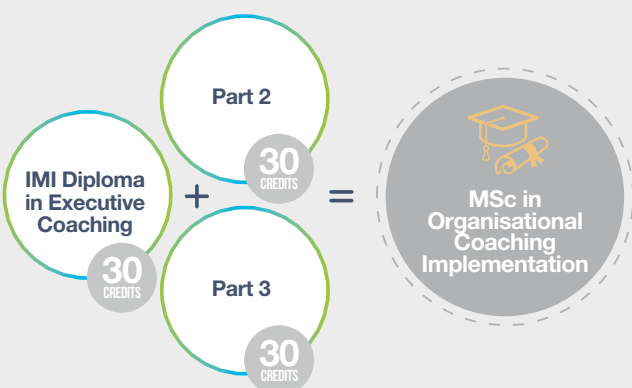 IMI Diploma
in Executive
Coaching
30
CREDITS
+
Part 2
30
CREDITS
Part 3
30
CREDITS
=
MSc in
Organisational
Coaching
Implementation